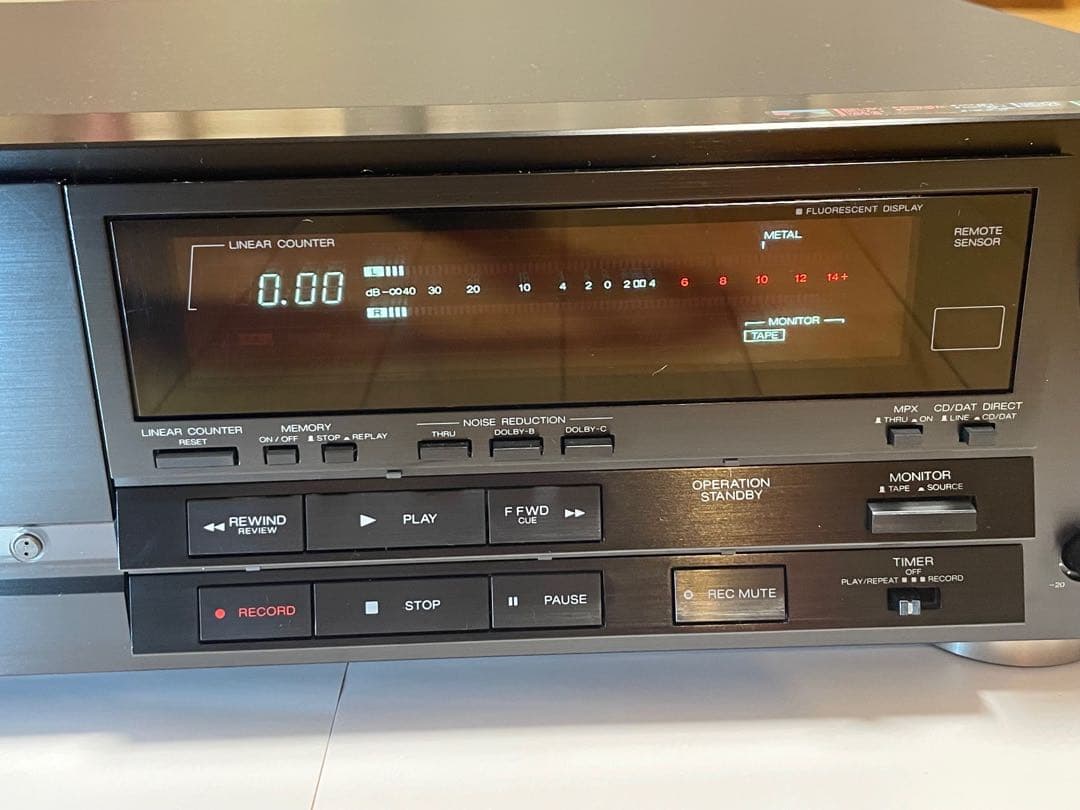 FLUORESCENT DISPLAY
LINEAR COUNTER
METAL
REMOTE
SENSOR
0.00
L
dB -∞ 40 30 20 10 4 2 0 2 4 6 8 10 12 14+
R
MONITOR
TAPE
LINEAR COUNTER
RESET
MEMORY
ON / OFF STOP REPLAY
NOISE REDUCTION
THRU DOLBY-B DOLBY-C
MPX
THRU ON
CD/DAT DIRECT
LINE CD/DAT
REWIND
REVIEW
PLAY
F FWD
CUE
OPERATION
STANDBY
MONITOR
TAPE SOURCE
RECORD
STOP
PAUSE
REC MUTE
TIMER
OFF
PLAY/REPEAT RECORD
-20